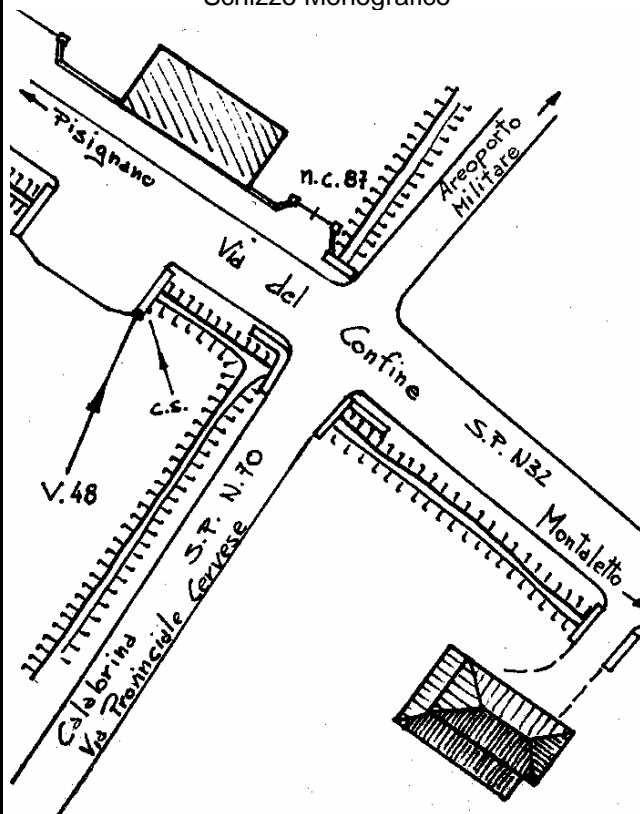 Schizzo Monografico
Pisignano
n.c. 87
Areoporto
Militare
Via del
Confine
S.P. N32
Montaletto
c.s.
V.48
S.P. N.70
Calabrina
Via Provinciale Cervese